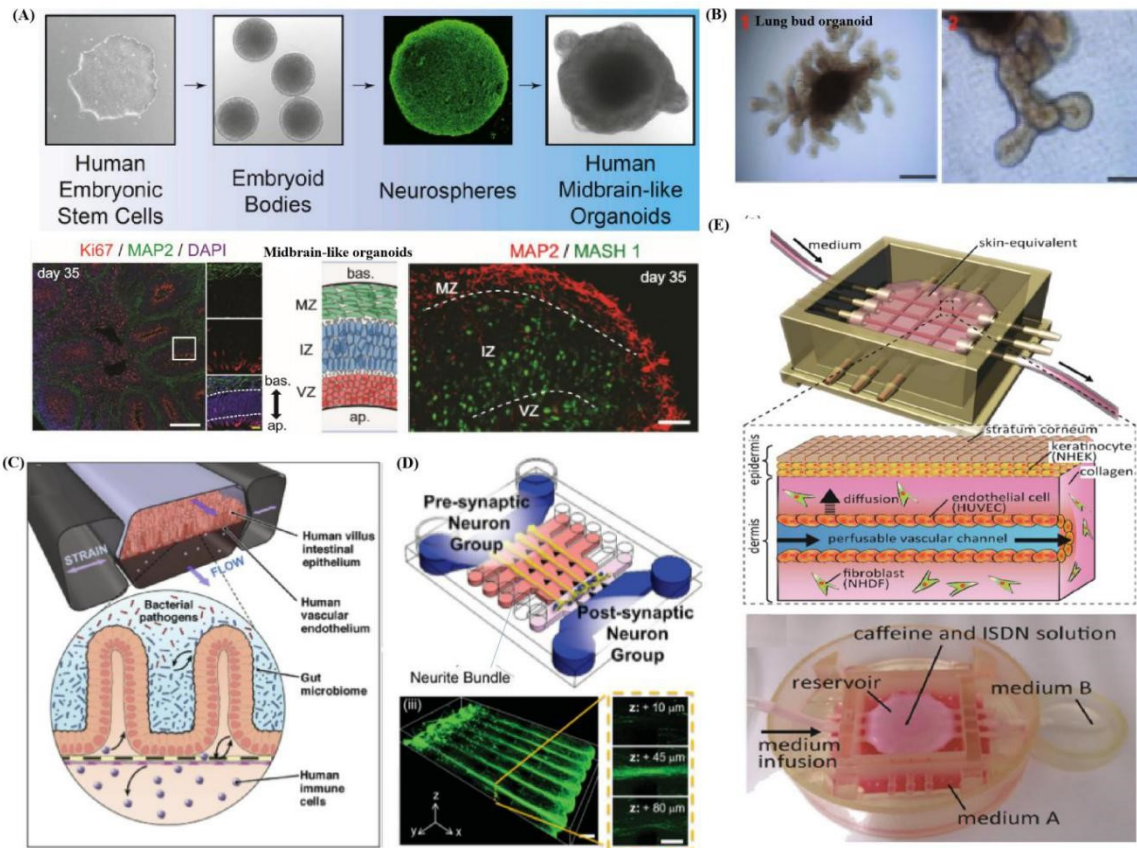 (A)
Human
Embryonic
Stem Cells
Embryoid
Bodies
Neurospheres
Human
Midbrain-like
Organoids
Ki67 / MAP2 / DAPI
day 35
bas.
ap.
Midbrain-like organoids
bas.
MZ
IZ
VZ
ap.
MAP2 / MASH 1
day 35
MZ
IZ
VZ
(B)
1 Lung bud organoid
2
(C)
STRAIN
FLOW
Human villus
intestinal
epithelium
Human
vascular
endothelium
Bacterial
pathogens
Gut
microbiome
Human
immune
cells
(D)
Pre-synaptic
Neuron
Group
Post-synaptic
Neuron
Group
Neurite Bundle
(iii)
z
y
x
z: + 10 μm
z: + 45 μm
z: + 80 μm
(E)
medium
skin-equivalent
stratum corneum
keratinocyte
(NHEK)
collagen
epidermis
dermis
diffusion
endothelial cell
(HUVEC)
perfusable vascular channel
fibroblast
(NHDF)
caffeine and ISDN solution
reservoir
medium B
medium
infusion
medium A